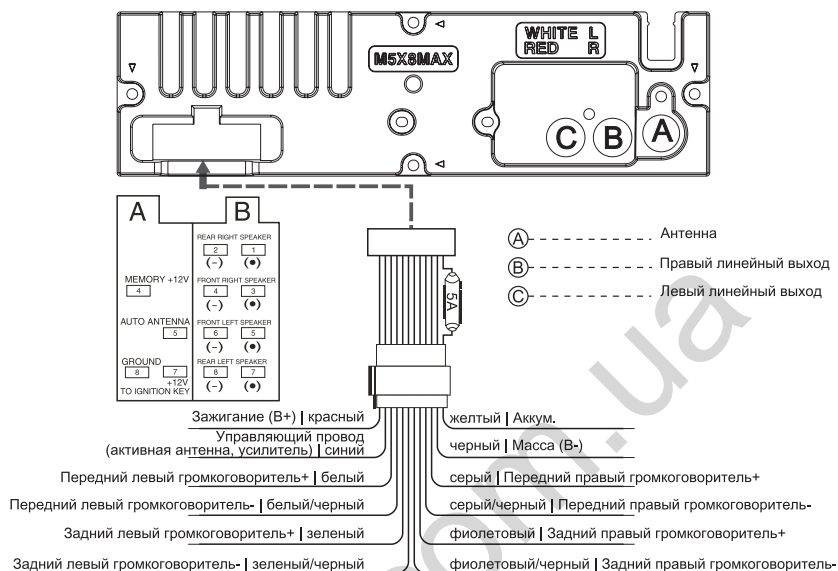 WHITE L
RED R
M5X8MAX
C B A
A B
REAR RIGHT SPEAKER
2 1
(-) (●)
MEMORY +12V
4
FRONT RIGHT SPEAKER
4 3
(-) (●)
AUTO ANTENNA
5
FRONT LEFT SPEAKER
6 5
(-) (●)
GROUND
8 7
+12V
TO IGNITION KEY
REAR LEFT SPEAKER
8 7
(-) (●)
5A
A Антенна
B Правый линейный выход
C Левый линейный выход
Зажигание (B+) | красный
желтый | Аккум.
Управляющий провод
(активная антенна, усилитель) | синий
черный | Масса (B-)
Передний левый громкоговоритель+ | белый
серый | Передний правый громкоговоритель+
Передний левый громкоговоритель- | белый/черный
серый/черный | Передний правый громкоговоритель-
Задний левый громкоговоритель+ | зеленый
фиолетовый | Задний правый громкоговоритель+
Задний левый громкоговоритель- | зеленый/черный
фиолетовый/черный | Задний правый громкоговоритель-
com.ua